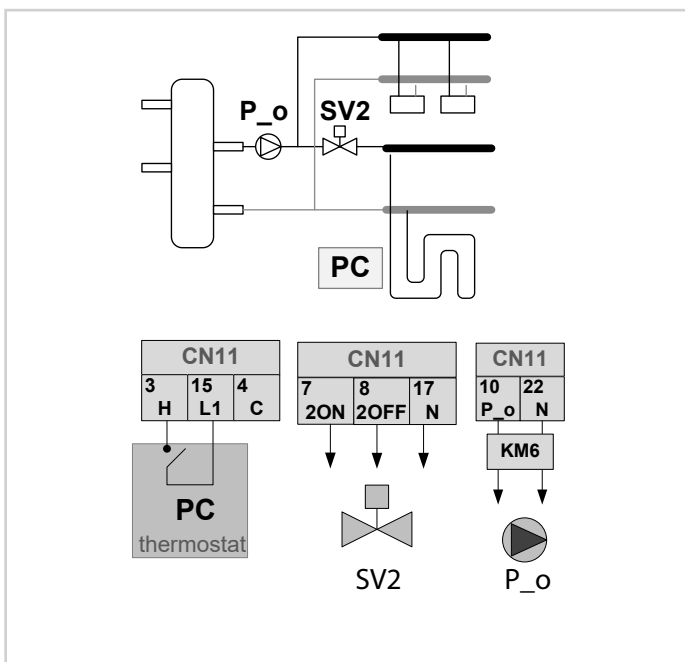 P_o SV2
PC
CN11
3 15 4
H L1 C
PC
thermostat
CN11
7 8 17
2ON 2OFF N
SV2
CN11
10 22
P_o N
KM6
P_o